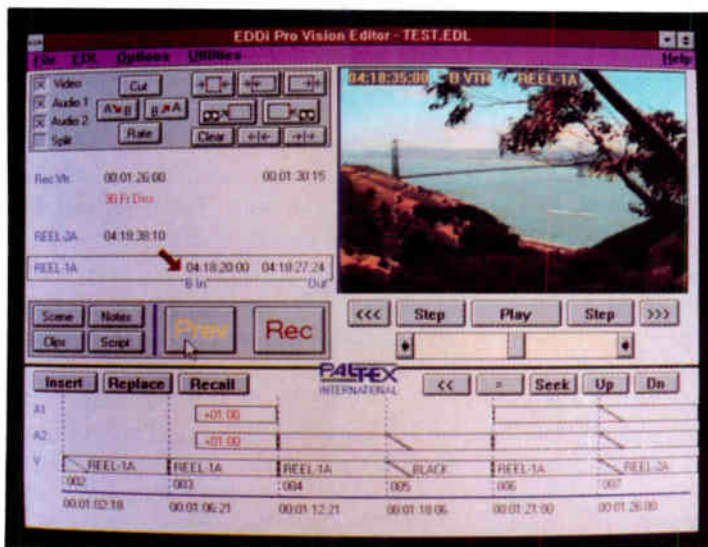 EDDi Pro Vision Editor - TEST.EDL
File EDL Options Utilities Help
Video Cut
Audio 1 A B B A
Audio 2
Split Rate Clear
04:18:35:00 B VTR REEL-1A
Rec Vtr 00:01:26:00 00:01:30:15
30 Fr Diss
REEL-2A 04:18:38:10
REEL-1A 04:18:20:00 04:18:27:24
B In Out
Scene Notes Prev Rec
Clips Script
<<< Step Play Step >>>
PALTEX
INTERNATIONAL
Insert Replace Recall << = Seek Up Dn
A1 +01:00
A2 +01:00
V REEL-1A REEL-1A REEL-1A BLACK REEL-1A REEL-2A
002 003 004 005 006 007
00:01:02:18 00:01:06:21 00:01:12:21 00:01:18:06 00:01:21:00 00:01:26:00